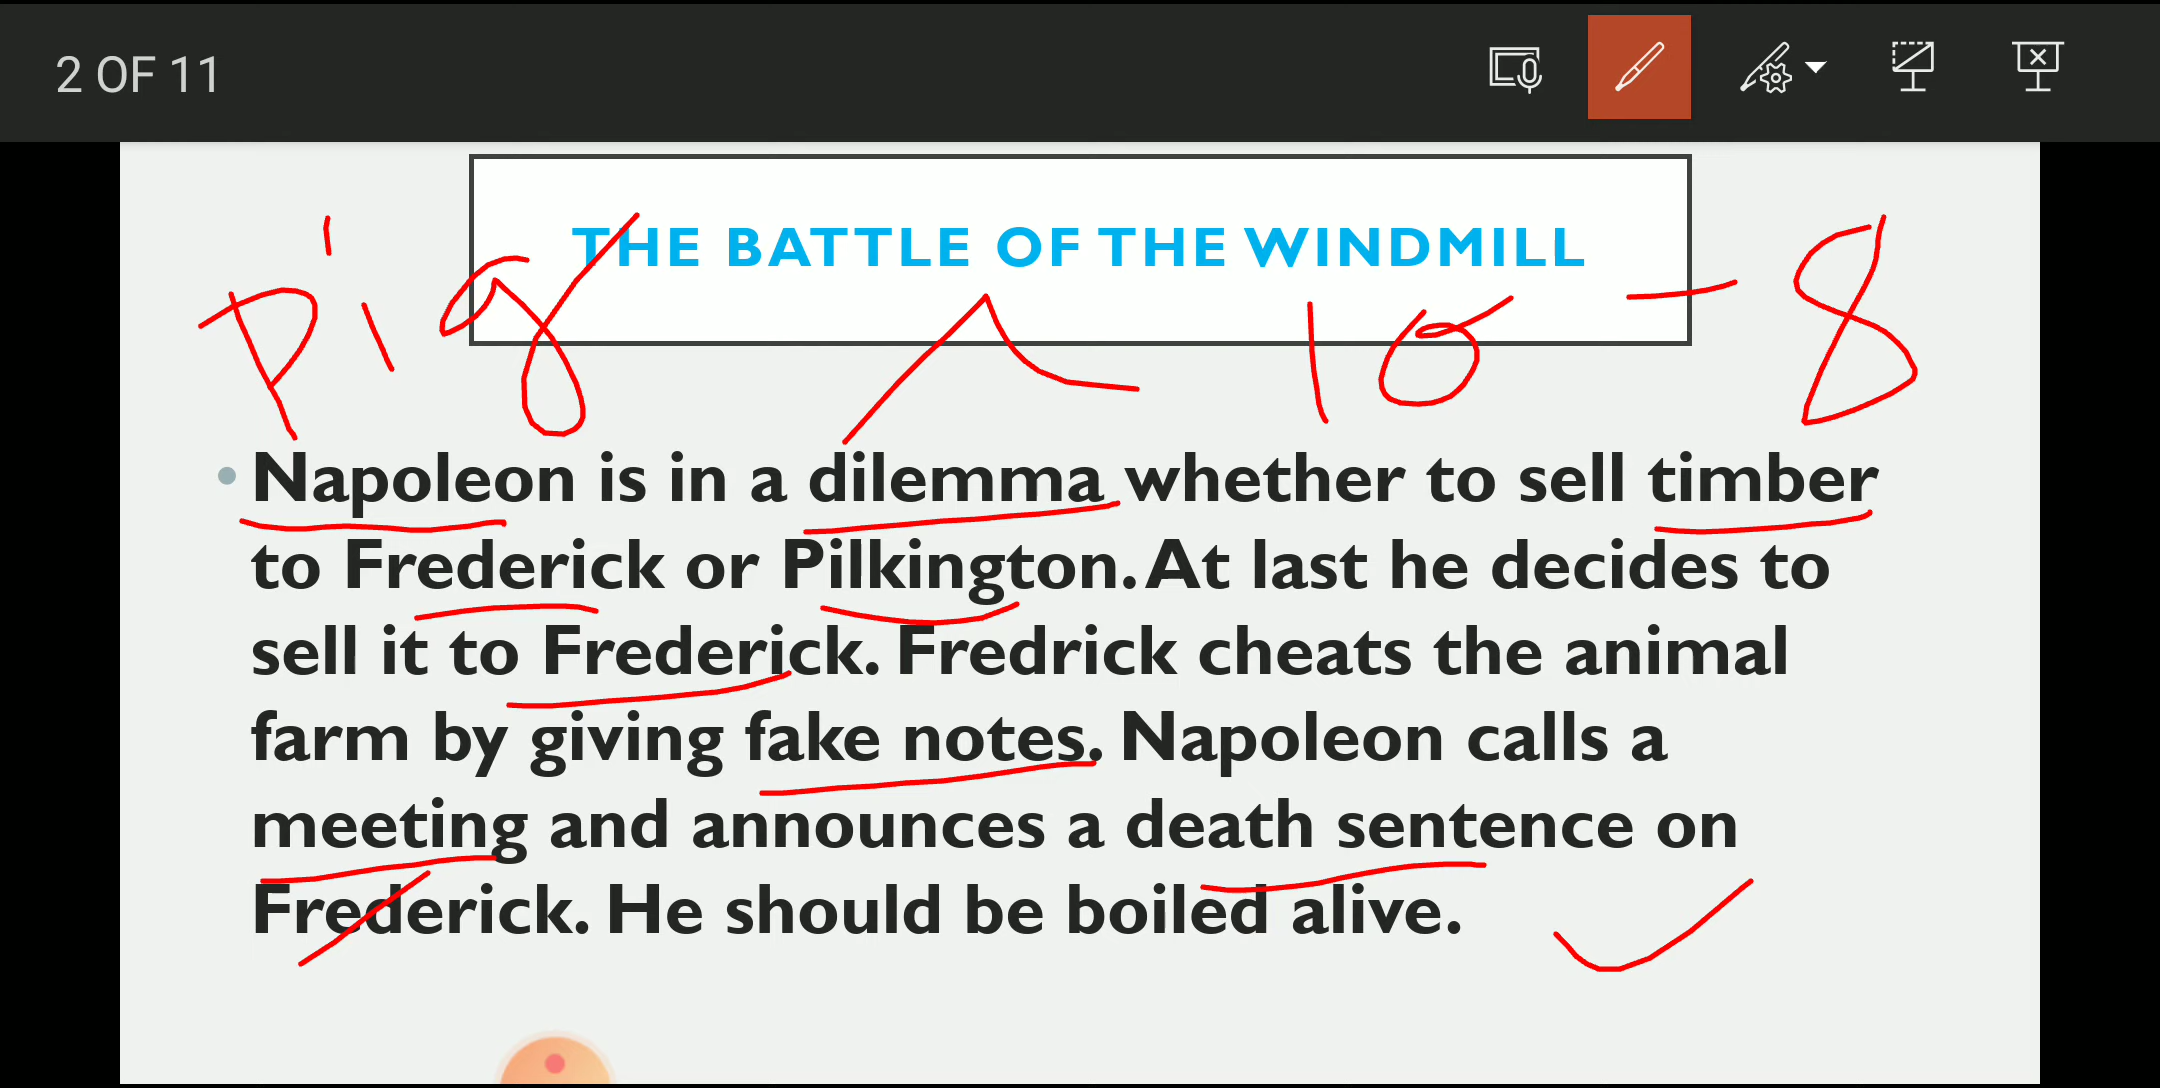 2 OF 11
THE BATTLE OF THE WINDMILL
Pig
10 - 8
• Napoleon is in a dilemma whether to sell timber
to Frederick or Pilkington. At last he decides to
sell it to Frederick. Fredrick cheats the animal
farm by giving fake notes. Napoleon calls a
meeting and announces a death sentence on
Frederick. He should be boiled alive.